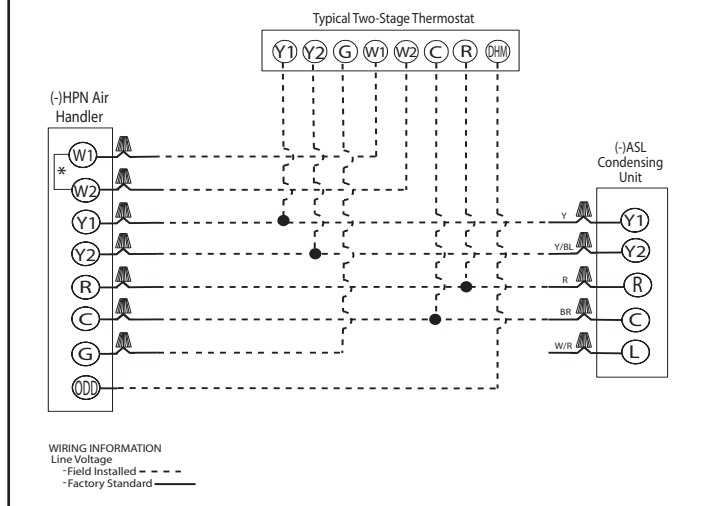 Typical Two-Stage Thermostat
Y1 Y2 G W1 W2 C R DHM
(-)HPN Air
Handler
W1
*
W2
Y1
Y2
R
C
G
ODD
(-)ASL
Condensing
Unit
Y Y1
Y/BL Y2
R R
BR C
W/R L
WIRING INFORMATION
Line Voltage
-Field Installed
-Factory Standard